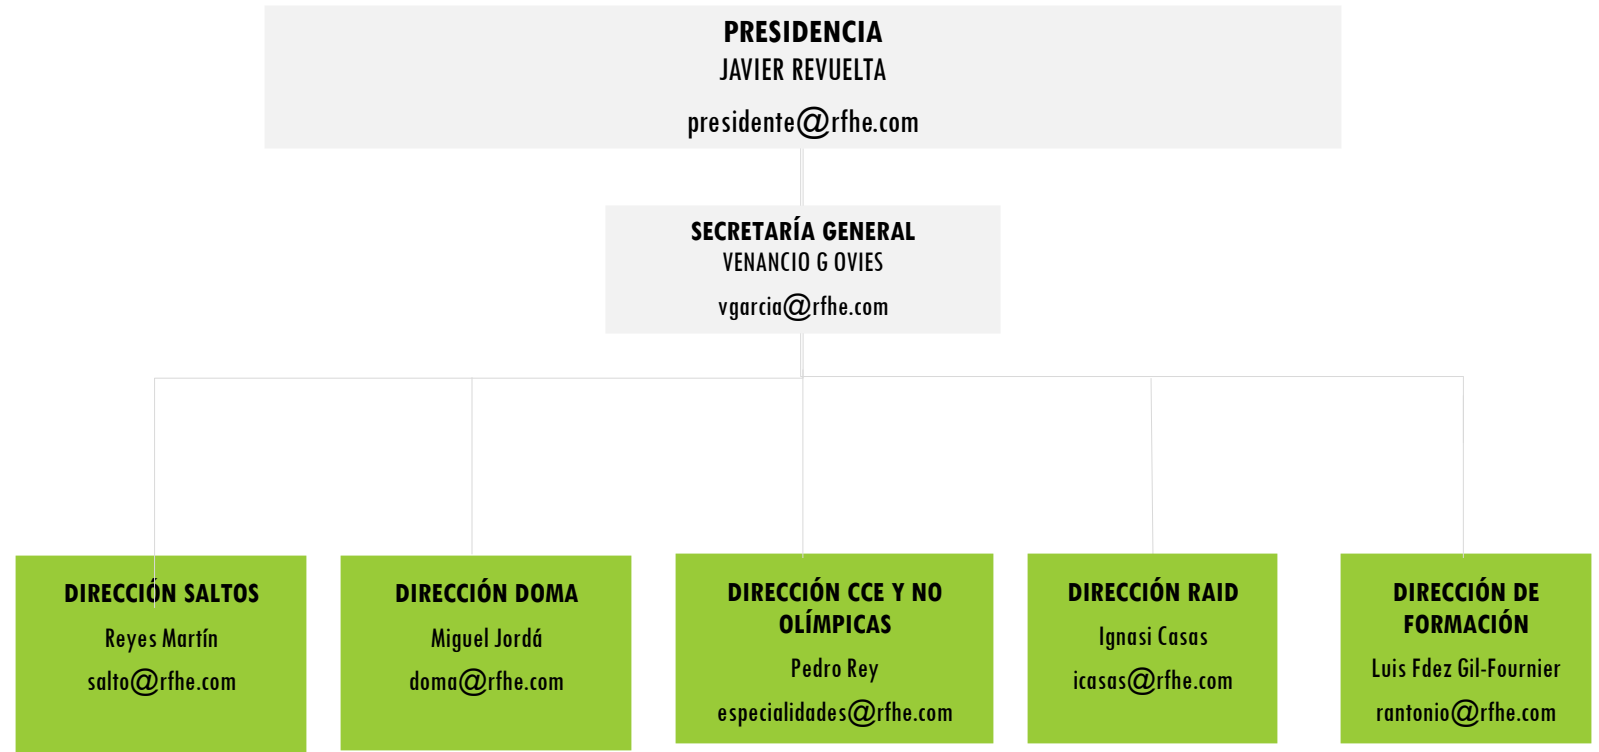 PRESIDENCIA
JAVIER REVUELTA
presidente@rfhe.com
SECRETARÍA GENERAL
VENANCIO G OVIES
vgarcia@rfhe.com
DIRECCIÓN SALTOS
Reyes Martín
salto@rfhe.com
DIRECCIÓN DOMA
Miguel Jordá
doma@rfhe.com
DIRECCIÓN CCE Y NO
OLÍMPICAS
Pedro Rey
especialidades@rfhe.com
DIRECCIÓN RAID
Ignasi Casas
icasas@rfhe.com
DIRECCIÓN DE
FORMACIÓN
Luis Fdez Gil-Fournier
rantonio@rfhe.com